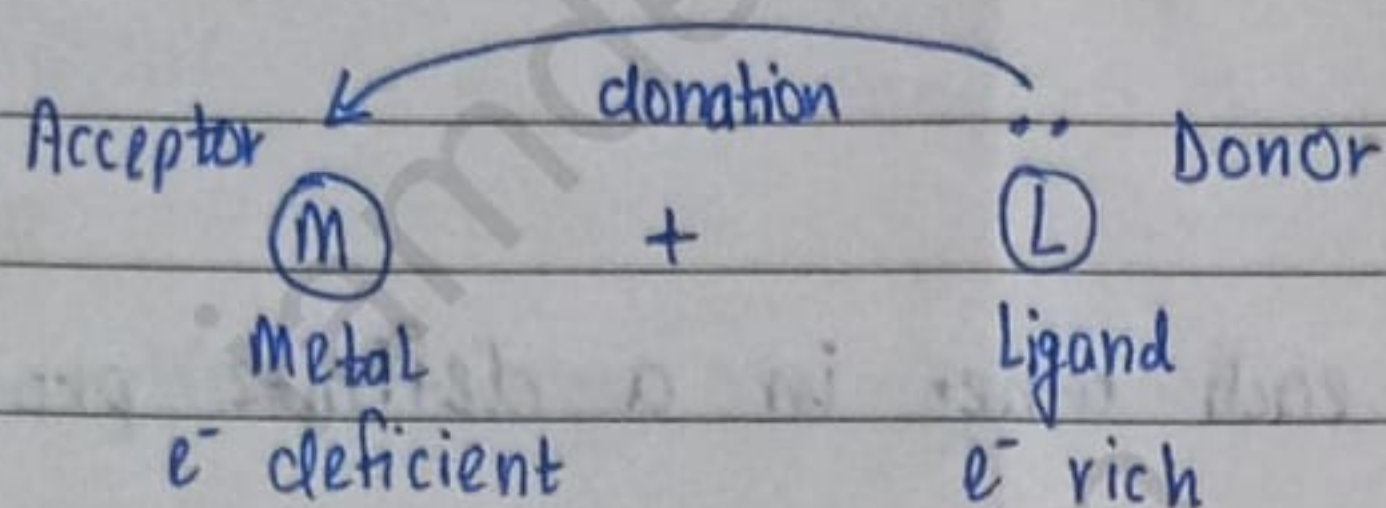 donation
Acceptor .. Donor
M + L
Metal Ligand
e⁻ deficient e⁻ rich